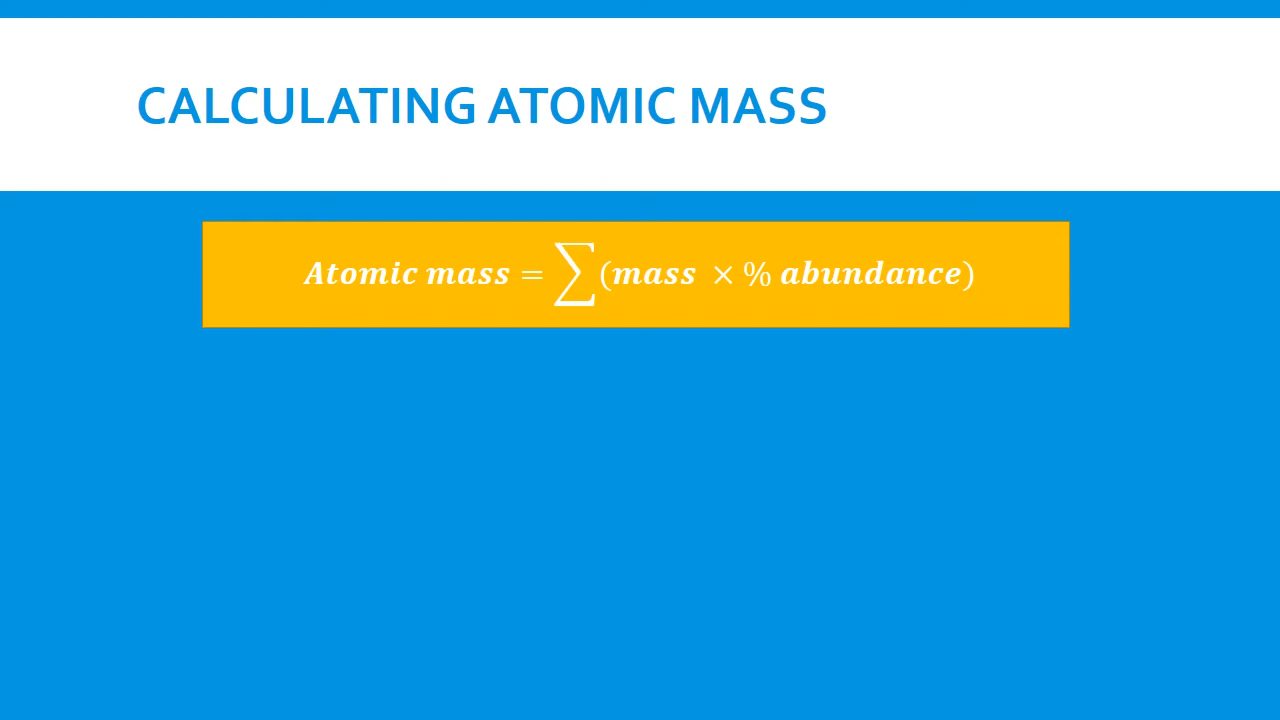 CALCULATING ATOMIC MASS
Atomic mass = ∑(mass × % abundance)